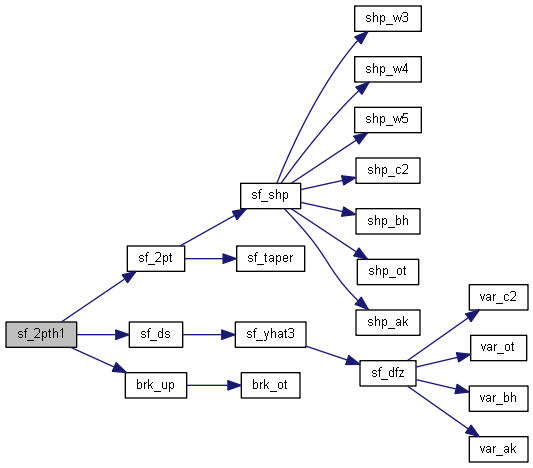 shp_w3
shp_w4
shp_w5
shp_c2
sf_shp
shp_bh
sf_2pt
sf_taper
shp_ot
var_c2
shp_ak
sf_2pth1
sf_ds
sf_yhat3
var_ot
sf_dfz
brk_up
brk_ot
var_bh
var_ak